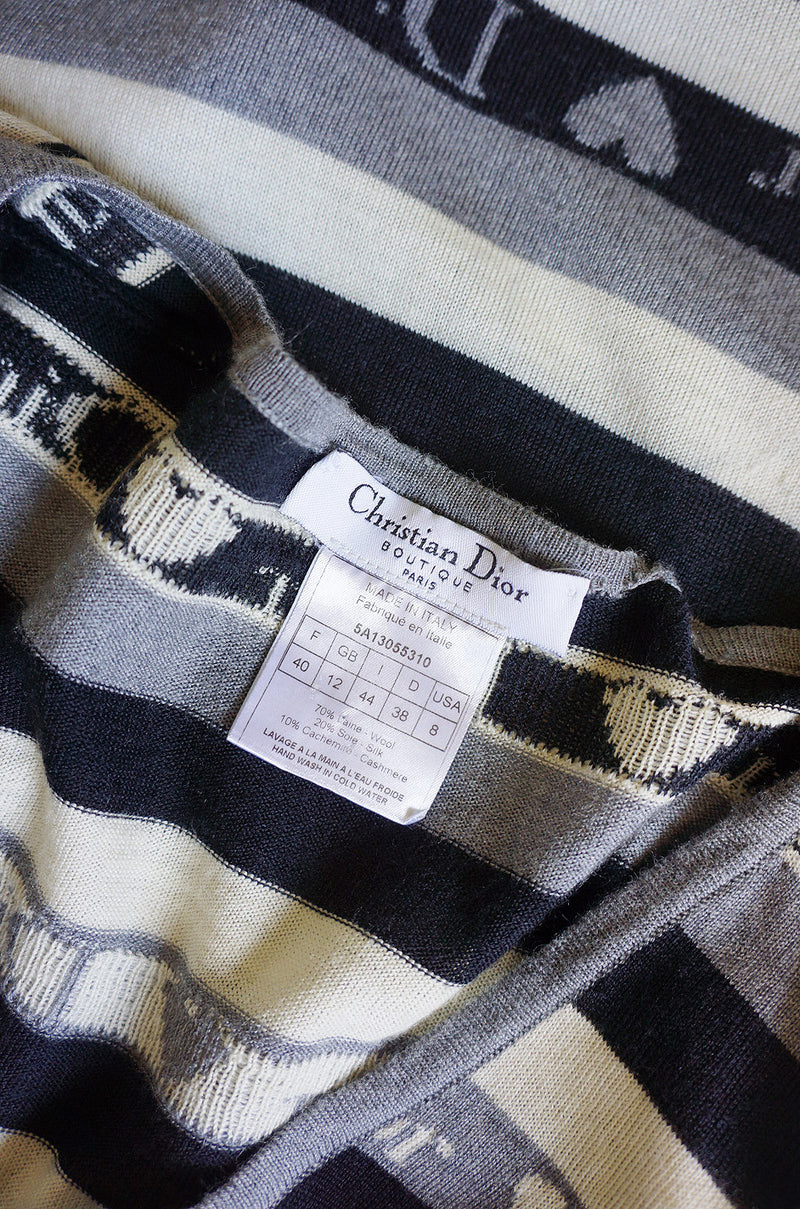 D
r
Christian Dior
BOUTIQUE
PARIS
MADE IN ITALY
Fabriqué en Italie
5A13055310
F GB I D USA
40 12 44 38 8
70% Laine - Wool
20% Soie - Silk
10% Cachemire - Cashmere
LAVAGE A LA MAIN A L'EAU FROIDE
HAND WASH IN COLD WATER